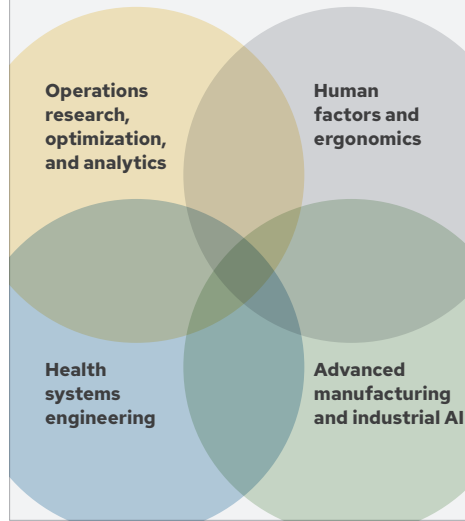 Operations
research,
optimization,
and analytics
Human
factors and
ergonomics
Health
systems
engineering
Advanced
manufacturing
and industrial AI